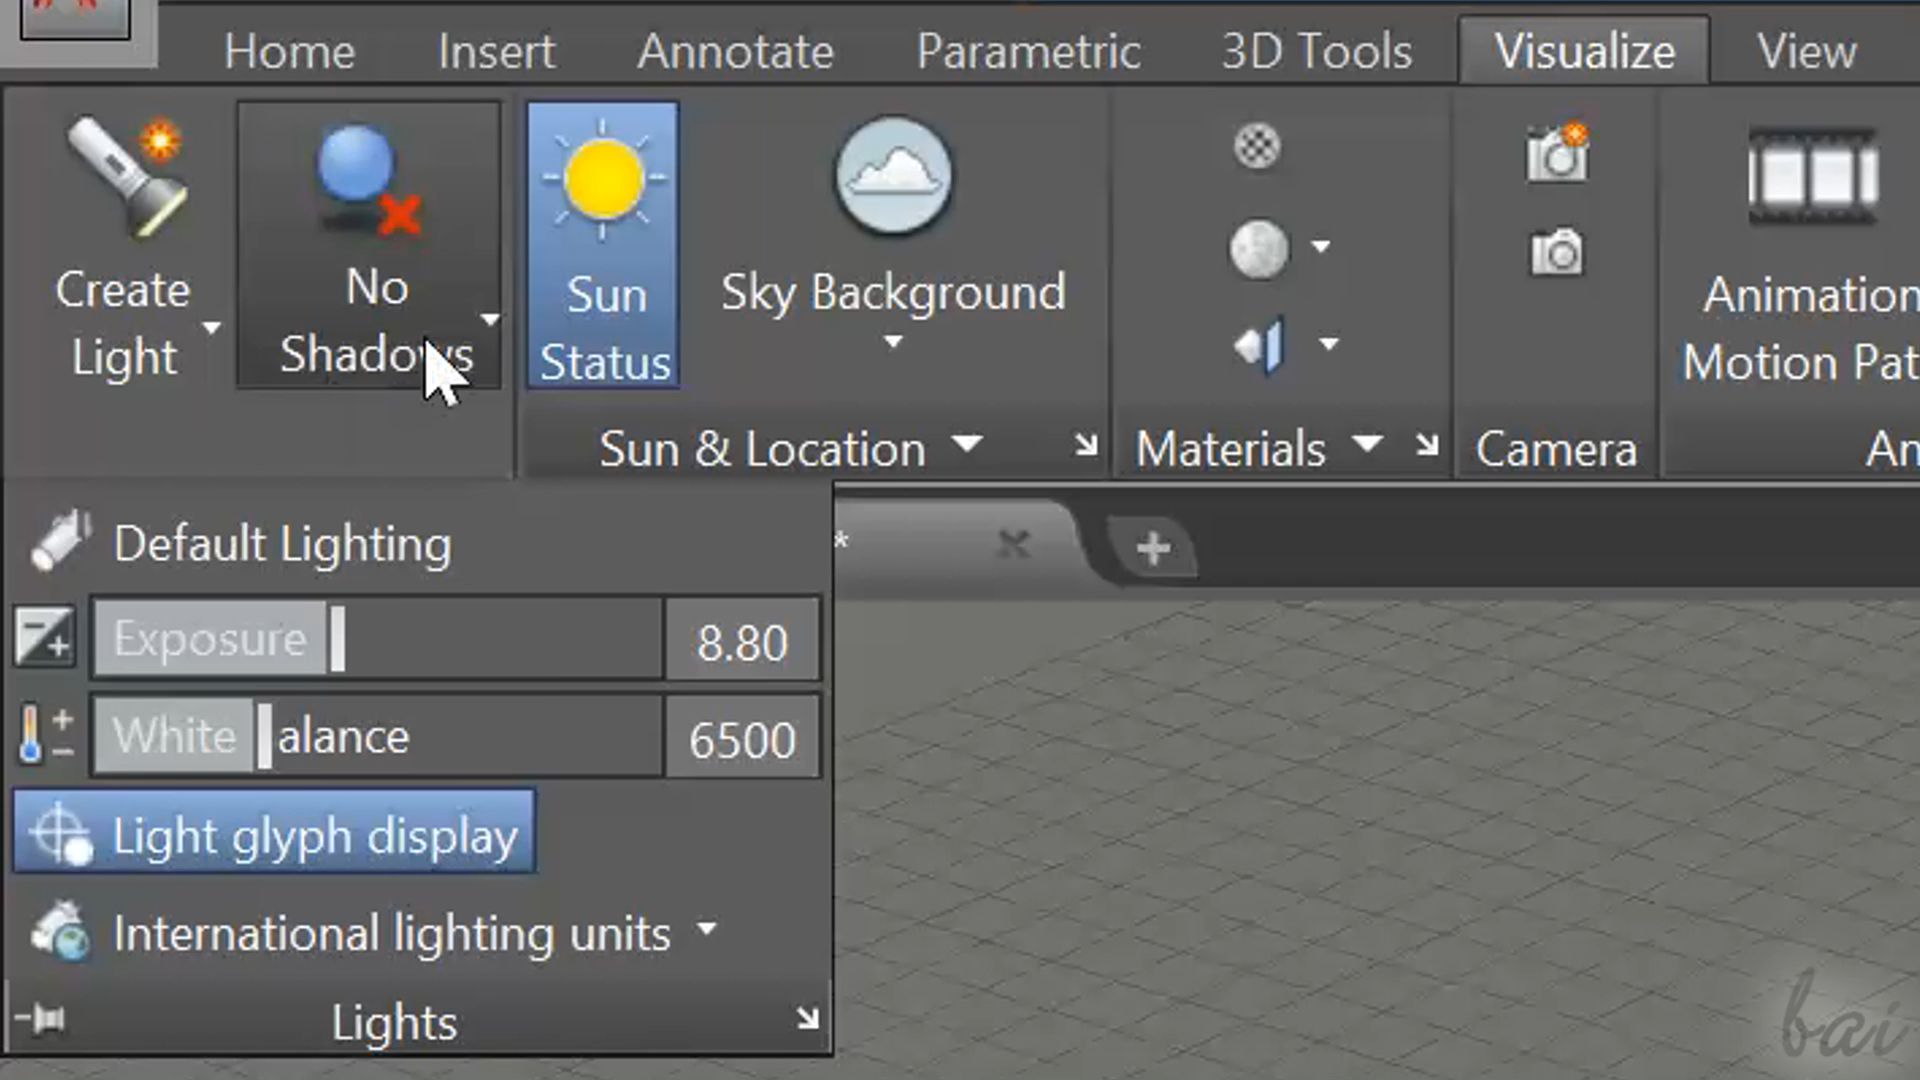 Home Insert Annotate Parametric 3D Tools Visualize View
Create
Light
No
Shadows
Sun
Status
Sky Background
Animation
Motion Pat
Sun & Location
Materials
Camera
An
Default Lighting
*
Exposure 8.80
White alance 6500
Light glyph display
International lighting units
Lights
bai